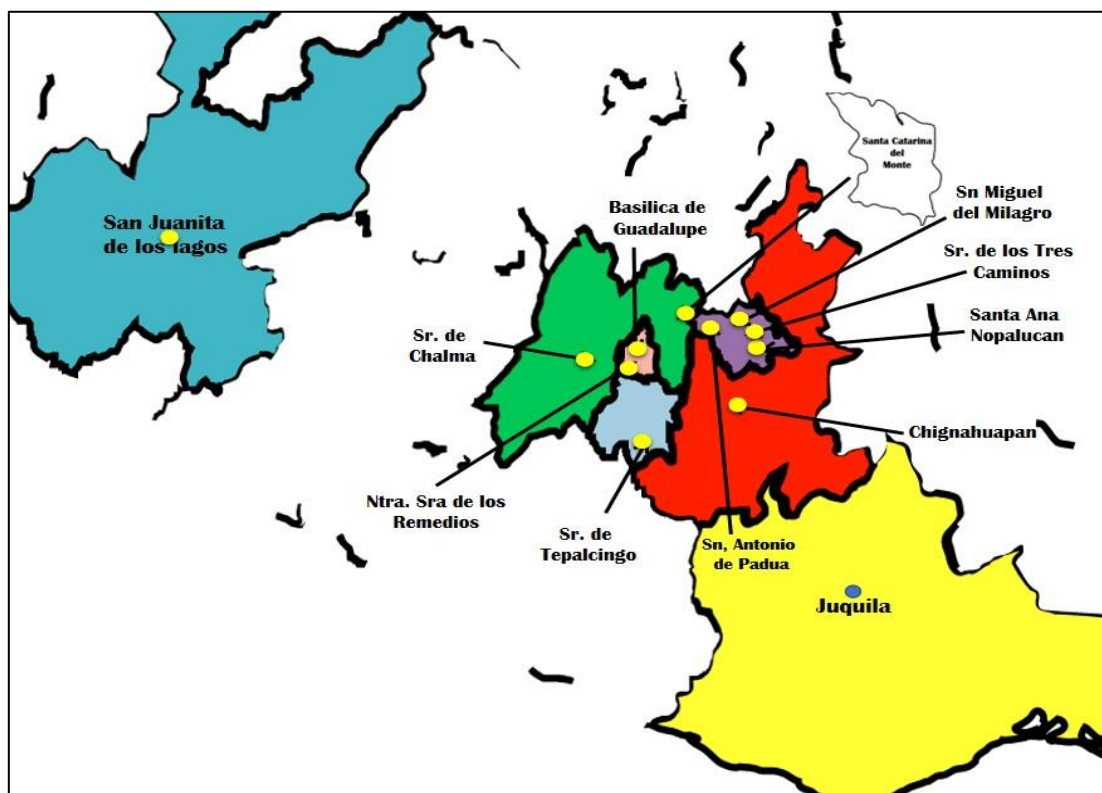 Santa Catarina
del
Monte
Sn Miguel
del Milagro
Basilica de
Guadalupe
San Juanita
de los lagos
Sr. de los Tres
Caminos
Santa Ana
Nopalucan
Sr. de
Chalma
Chignahuapan
Ntra. Sra de los
Remedios
Sr. de
Tepalcingo
Sn, Antonio
de Padua
Juquila